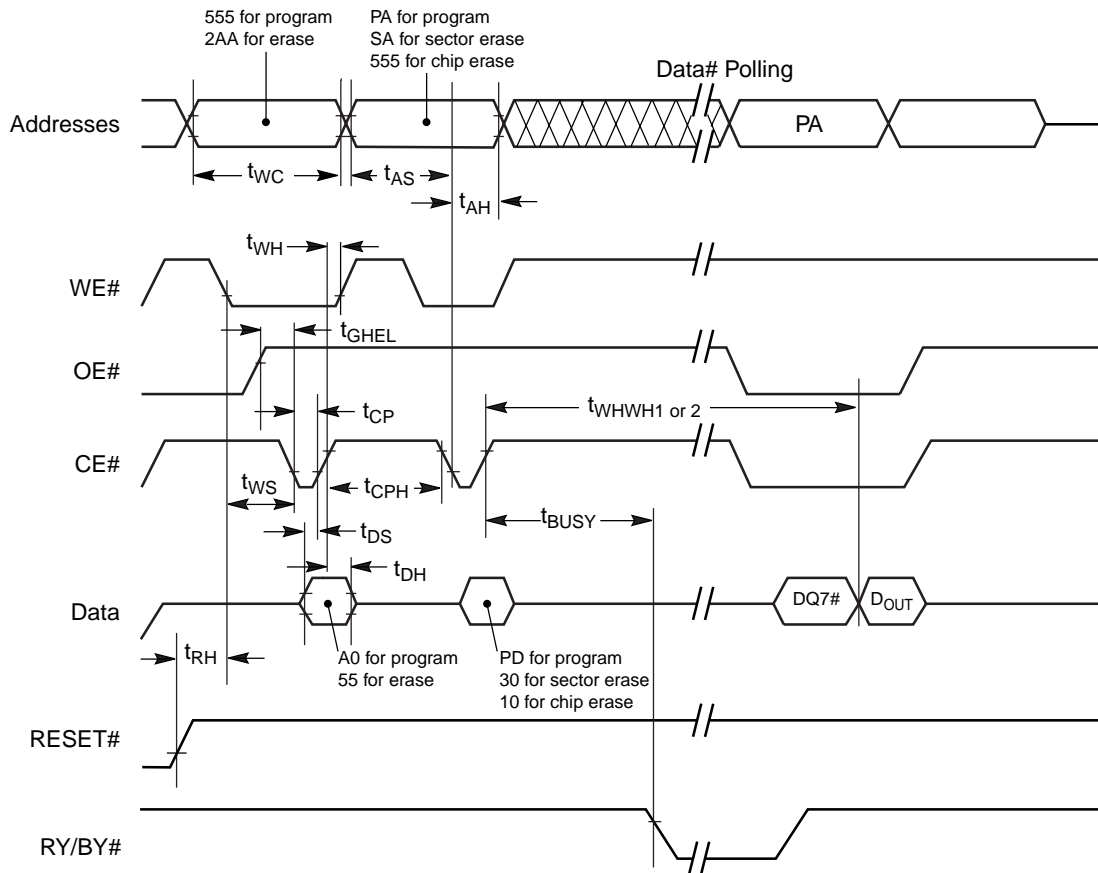 555 for program
2AA for erase
PA for program
SA for sector erase
555 for chip erase
Data# Polling
Addresses
PA
tWC
tAS
tAH
tWH
WE#
tGHEL
OE#
tWHWH1 or 2
tCP
CE#
tWS
tCPH
tBUSY
tDS
tDH
Data
DQ7#
DOUT
tRH
A0 for program
55 for erase
PD for program
30 for sector erase
10 for chip erase
RESET#
RY/BY#